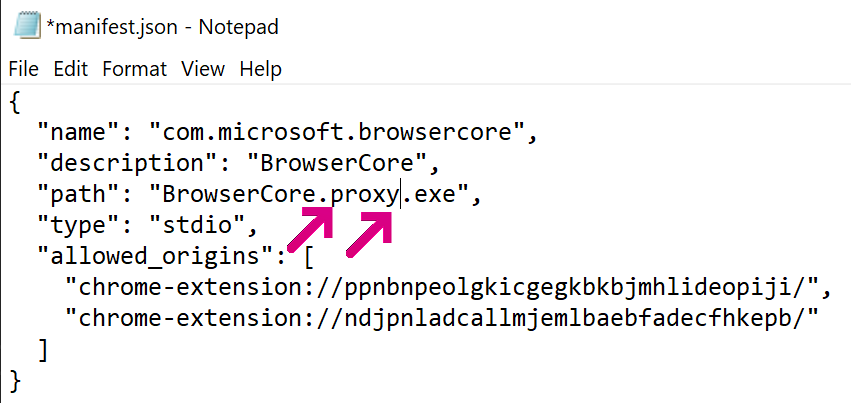 *manifest.json - Notepad
File Edit Format View Help
{
"name": "com.microsoft.browsercore",
"description": "BrowserCore",
"path": "BrowserCore.proxy.exe",
"type": "stdio",
"allowed_origins": [
"chrome-extension://ppnbnpeolgkicgegkbkbjmhlideopiji/",
"chrome-extension://ndjpnladcallmjemlbaebfadecfhkepb/"
]
}